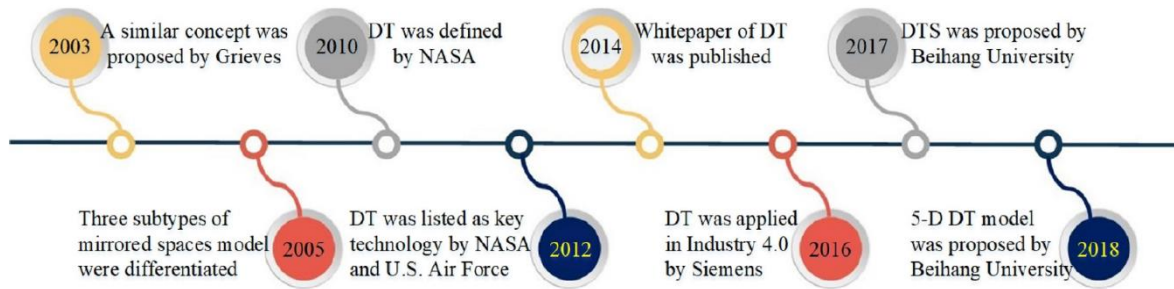 2003
A similar concept was
proposed by Grieves
2010
DT was defined
by NASA
2014
Whitepaper of DT
was published
2017
DTS was proposed by
Beihang University
Three subtypes of
mirrored spaces model
were differentiated
2005
DT was listed as key
technology by NASA
and U.S. Air Force
2012
DT was applied
in Industry 4.0
by Siemens
2016
5-D DT model
was proposed by
Beihang University
2018